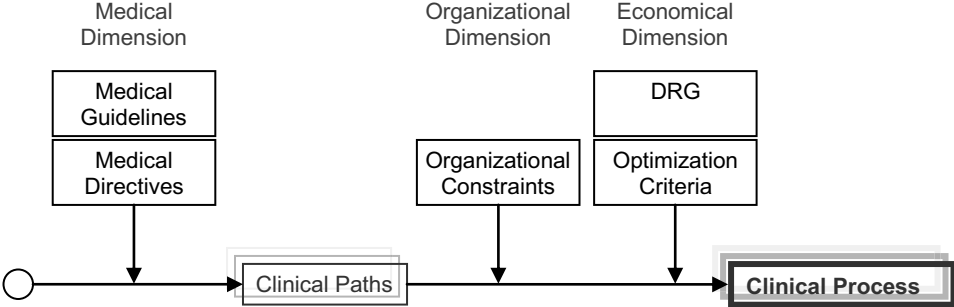 Medical
Dimension
Organizational
Dimension
Economical
Dimension
Medical
Guidelines
DRG
Medical
Directives
Organizational
Constraints
Optimization
Criteria
Clinical Paths
Clinical Process